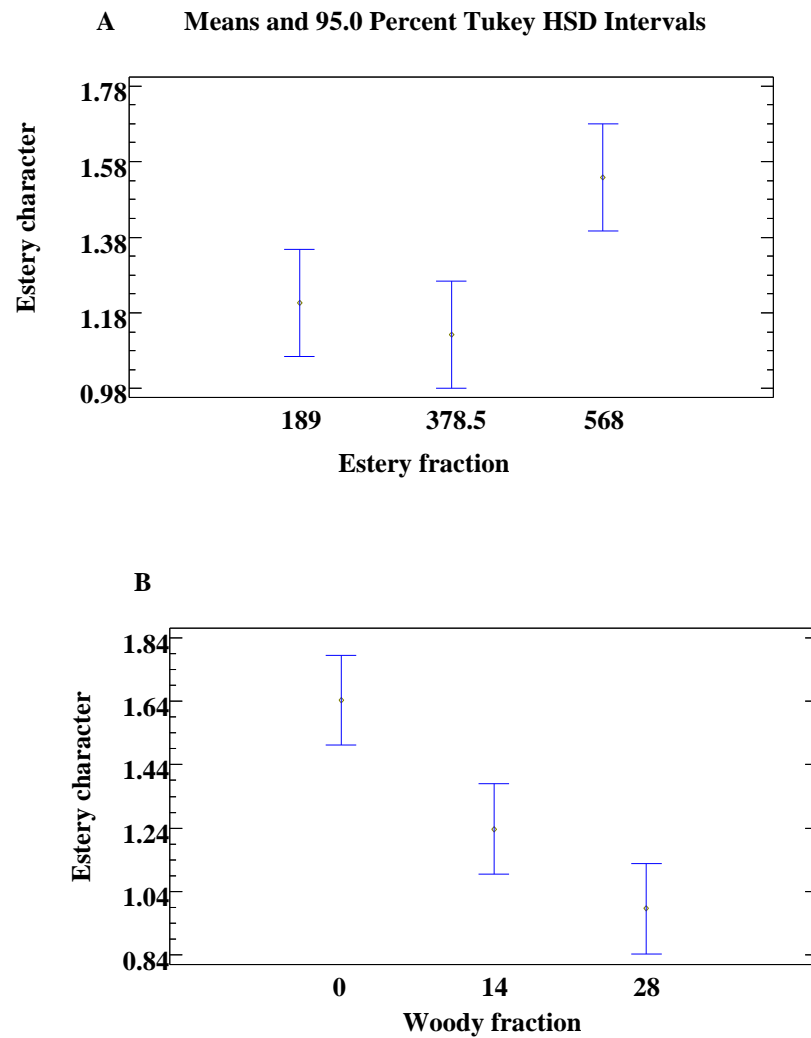 A Means and 95.0 Percent Tukey HSD Intervals
Estery character
1.78
1.58
1.38
1.18
0.98
189 378.5 568
Estery fraction
B
Estery character
1.84
1.64
1.44
1.24
1.04
0.84
0 14 28
Woody fraction